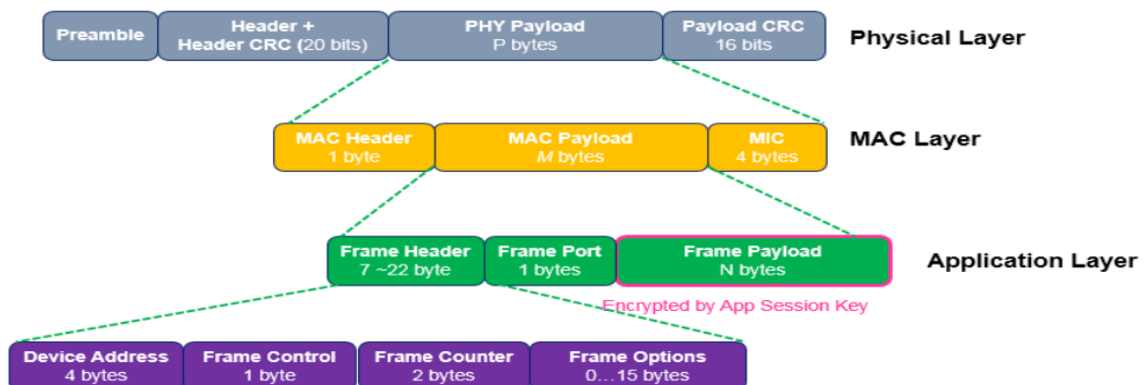 Preamble
Header +
Header CRC (20 bits)
PHY Payload
P bytes
Payload CRC
16 bits
Physical Layer
MAC Header
1 byte
MAC Payload
M bytes
MIC
4 bytes
MAC Layer
Frame Header
7 ~22 byte
Frame Port
1 bytes
Frame Payload
N bytes
Application Layer
Encrypted by App Session Key
Device Address
4 bytes
Frame Control
1 byte
Frame Counter
2 bytes
Frame Options
0...15 bytes